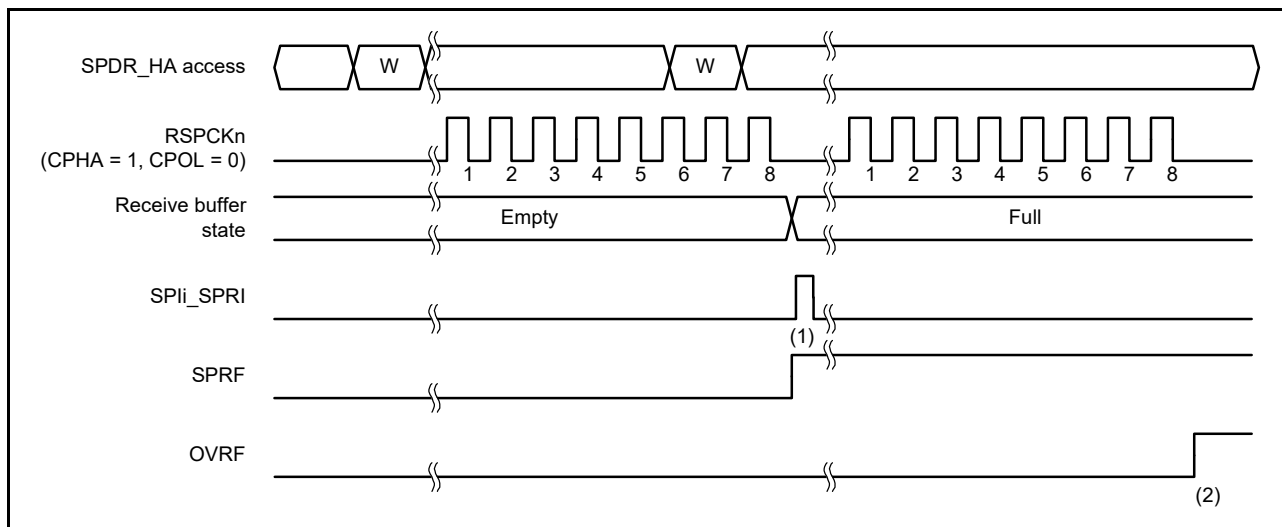 SPDR_HA access
W
W
RSPCKn
(CPHA = 1, CPOL = 0)
1 2 3 4 5 6 7 8
1 2 3 4 5 6 7 8
Receive buffer
state
Empty
Full
SPIi_SPRI
(1)
SPRF
OVRF
(2)